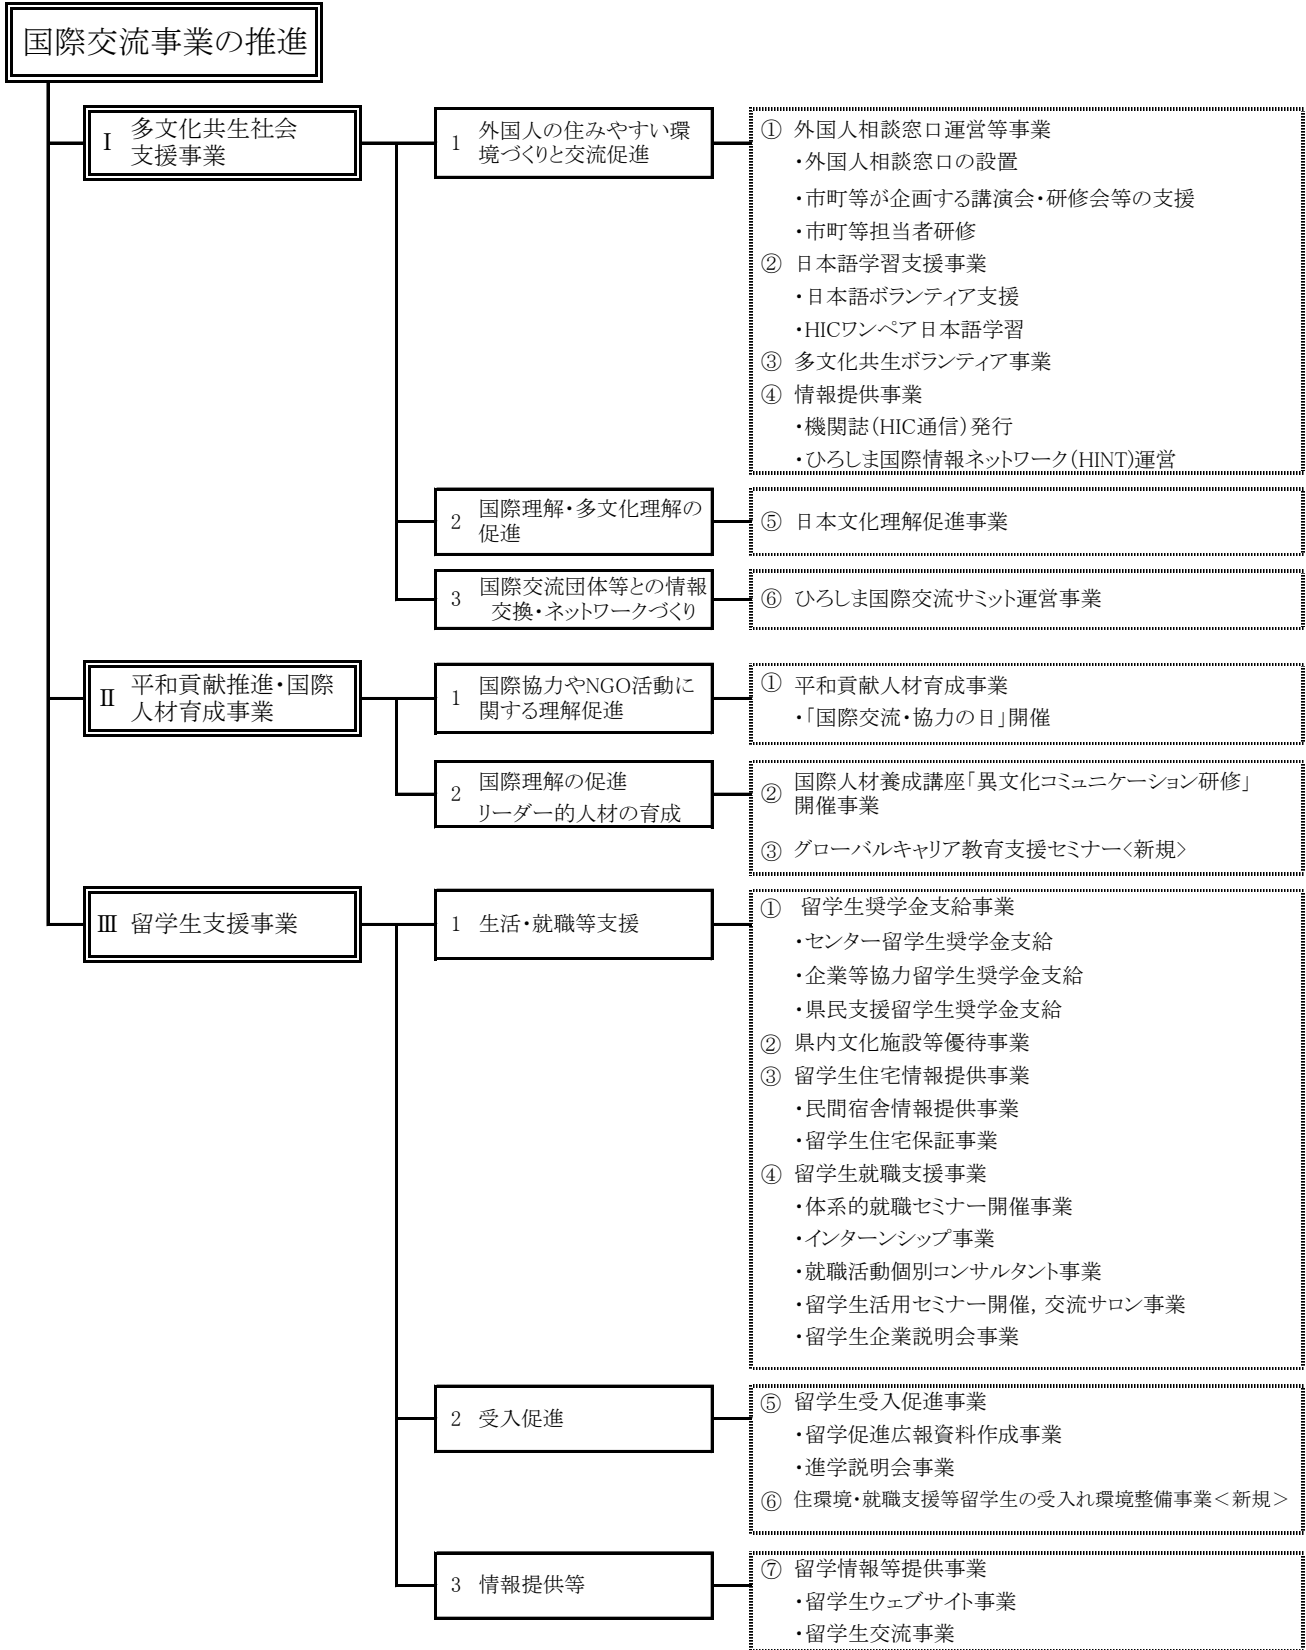 国際交流事業の推進
Ⅰ 多文化共生社会
支援事業
1 外国人の住みやすい環
境づくりと交流促進
① 外国人相談窓口運営等事業
・外国人相談窓口の設置
・市町等が企画する講演会・研修会等の支援
・市町等担当者研修
② 日本語学習支援事業
・日本語ボランティア支援
・HICワンペア日本語学習
③ 多文化共生ボランティア事業
④ 情報提供事業
・機関誌(HIC通信)発行
・ひろしま国際情報ネットワーク(HINT)運営
2 国際理解・多文化理解の
促進
⑤ 日本文化理解促進事業
3 国際交流団体等との情報
交換・ネットワークづくり
⑥ ひろしま国際交流サミット運営事業
Ⅱ 平和貢献推進・国際
人材育成事業
1 国際協力やNGO活動に
関する理解促進
① 平和貢献人材育成事業
・「国際交流・協力の日」開催
2 国際理解の促進
リーダー的人材の育成
② 国際人材養成講座「異文化コミュニケーション研修」
開催事業
③ グローバルキャリア教育支援セミナー<新規>
Ⅲ 留学生支援事業
1 生活・就職等支援
① 留学生奨学金支給事業
・センター留学生奨学金支給
・企業等協力留学生奨学金支給
・県民支援留学生奨学金支給
② 県内文化施設等優待事業
③ 留学生住宅情報提供事業
・民間宿舎情報提供事業
・留学生住宅保証事業
④ 留学生就職支援事業
・体系的就職セミナー開催事業
・インターンシップ事業
・就職活動個別コンサルタント事業
・留学生活用セミナー開催, 交流サロン事業
・留学生企業説明会事業
2 受入促進
⑤ 留学生受入促進事業
・留学促進広報資料作成事業
・進学説明会事業
⑥ 住環境・就職支援等留学生の受入れ環境整備事業＜新規＞
3 情報提供等
⑦ 留学情報等提供事業
・留学生ウェブサイト事業
・留学生交流事業